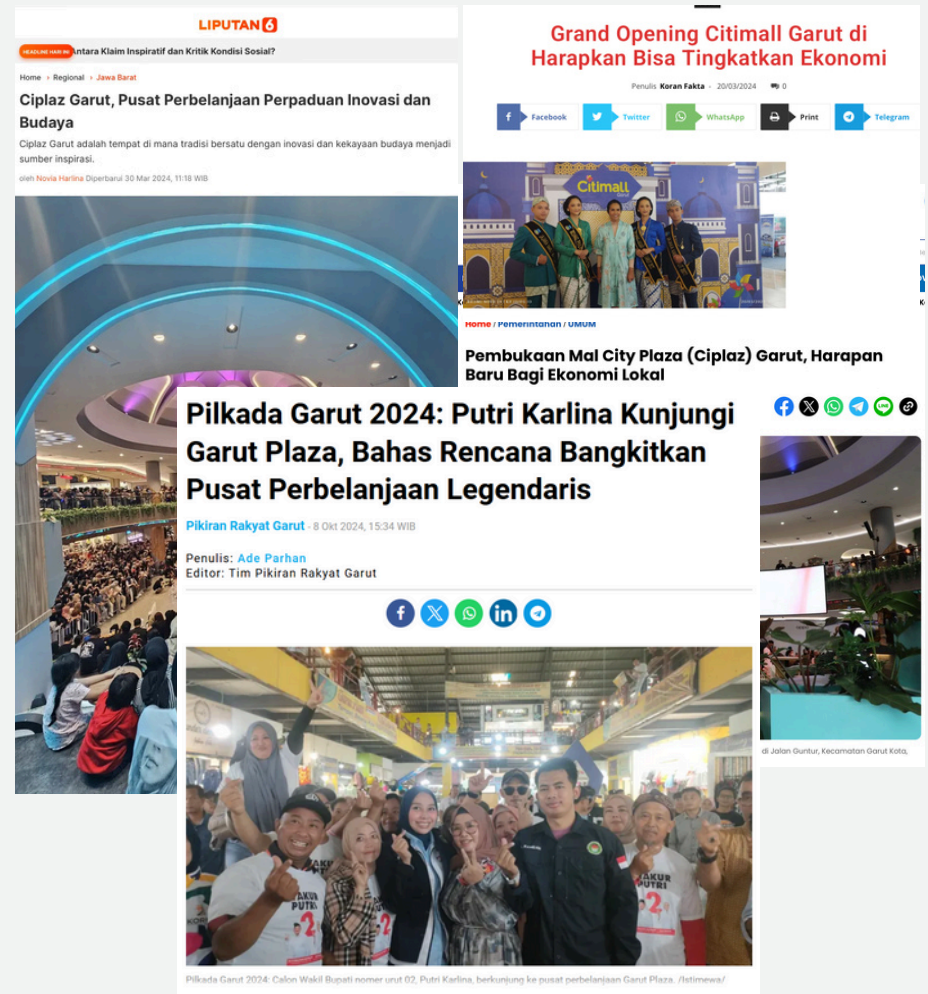 LIPUTAN 6
HEADLINE HARI INI
Antara Klaim Inspiratif dan Kritik Kondisi Sosial?
Home › Regional › Jawa Barat
Ciplaz Garut, Pusat Perbelanjaan Perpaduan Inovasi dan
Budaya
Ciplaz Garut adalah tempat di mana tradisi bersatu dengan inovasi dan kekayaan budaya menjadi
sumber inspirasi.
oleh Novia Harlina Diperbarui 30 Mar 2024, 11:18 WIB
Grand Opening Citimall Garut di
Harapkan Bisa Tingkatkan Ekonomi
Penulis Koran Fakta - 20/03/2024 0
Facebook
Twitter
WhatsApp
Print
Telegram
Citimall
Home / Pemerintahan / UMUM
Pembukaan Mal City Plaza (Ciplaz) Garut, Harapan
Baru Bagi Ekonomi Lokal
di Jalan Guntur, Kecamatan Garut Kota,
Pilkada Garut 2024: Putri Karlina Kunjungi
Garut Plaza, Bahas Rencana Bangkitkan
Pusat Perbelanjaan Legendaris
Pikiran Rakyat Garut - 8 Okt 2024, 15:34 WIB
Penulis: Ade Parhan
Editor: Tim Pikiran Rakyat Garut
PUTRI
2
AKUR
PUTRI
2
Pilkada Garut 2024: Calon Wakil Bupati nomer urut 02, Putri Karlina, berkunjung ke pusat perbelanjaan Garut Plaza. /Istimewa/